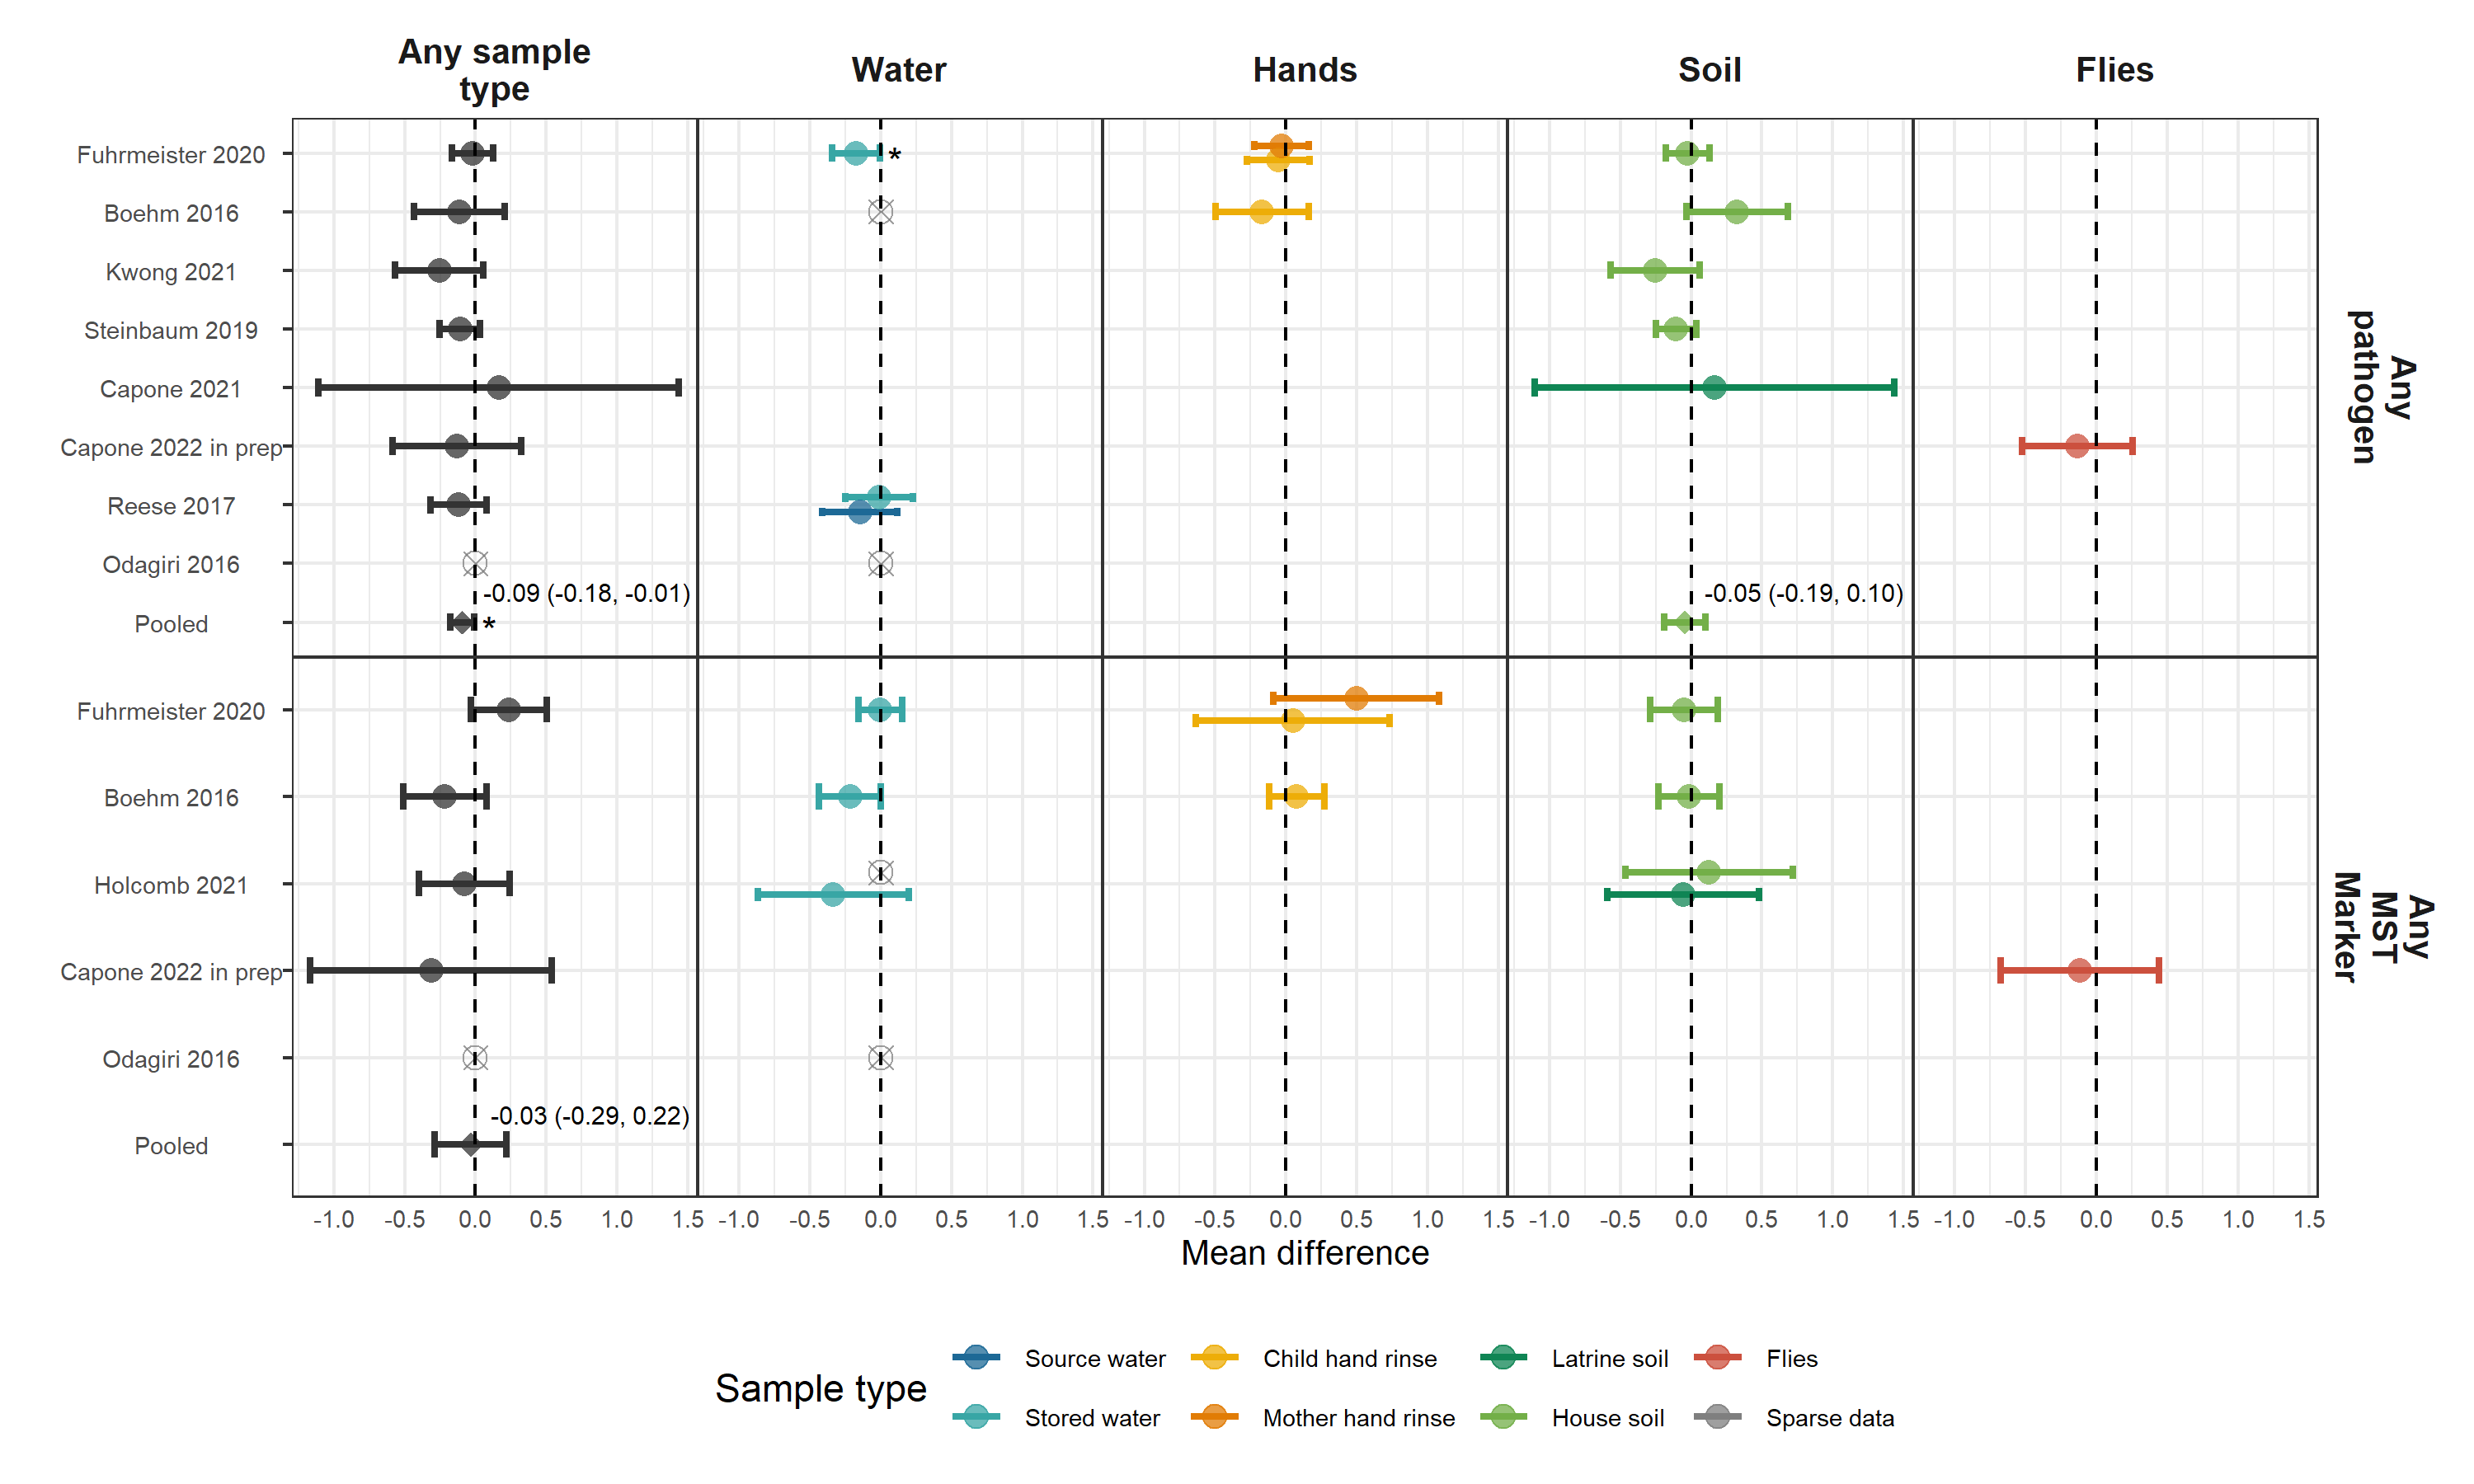 Any sample
type
Water
Hands
Soil
Flies
Fuhrmeister 2020
*
Boehm 2016
Kwong 2021
Steinbaum 2019
Capone 2021
Capone 2022 in prep
Reese 2017
Odagiri 2016
-0.09 (-0.18, -0.01)
-0.05 (-0.19, 0.10)
Pooled
*
Any
pathogen
Fuhrmeister 2020
Boehm 2016
Holcomb 2021
Capone 2022 in prep
Odagiri 2016
-0.03 (-0.29, 0.22)
Pooled
Any
MST
Marker
-1.0 -0.5 0.0 0.5 1.0 1.5 -1.0 -0.5 0.0 0.5 1.0 1.5 -1.0 -0.5 0.0 0.5 1.0 1.5 -1.0 -0.5 0.0 0.5 1.0 1.5 -1.0 -0.5 0.0 0.5 1.0 1.5
Mean difference
Sample type
Source water Child hand rinse Latrine soil Flies
Stored water Mother hand rinse House soil Sparse data